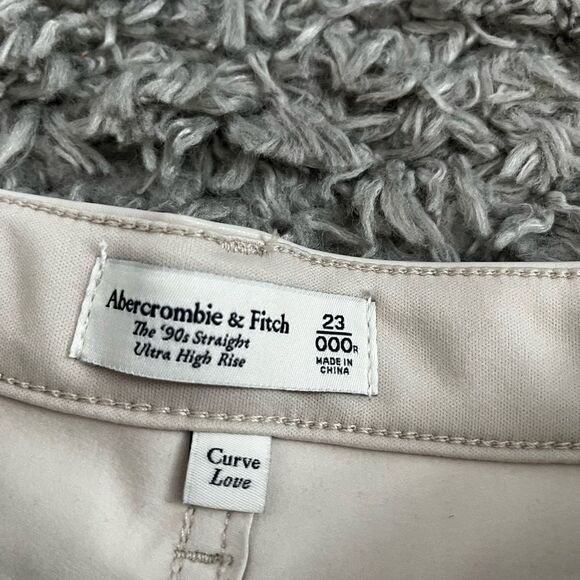 Abercrombie & Fitch
The '90s Straight
Ultra High Rise
23
000R
MADE IN
CHINA
Curve
Love